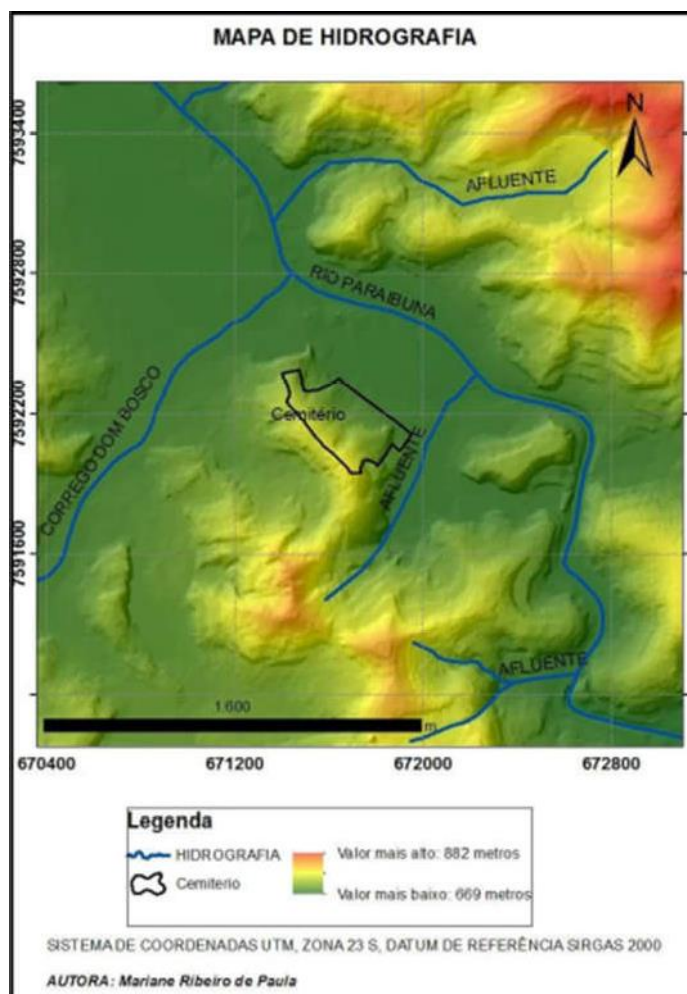 MAPA DE HIDROGRAFIA
N
7593400
AFLUENTE
7592800
RIO PARAIBUNA
7592200
Cemitério
CORREGO DOM BOSCO
AFLUENTE
7591600
AFLUENTE
1.600
m
670400 671200 672000 672800
Legenda
HIDROGRAFIA
Cemiterio
Valor mais alto: 882 metros
Valor mais baixo: 669 metros
SISTEMA DE COORDENADAS UTM, ZONA 23 S, DATUM DE REFERÊNCIA SIRGAS 2000
AUTORA: Mariane Ribeiro de Paula